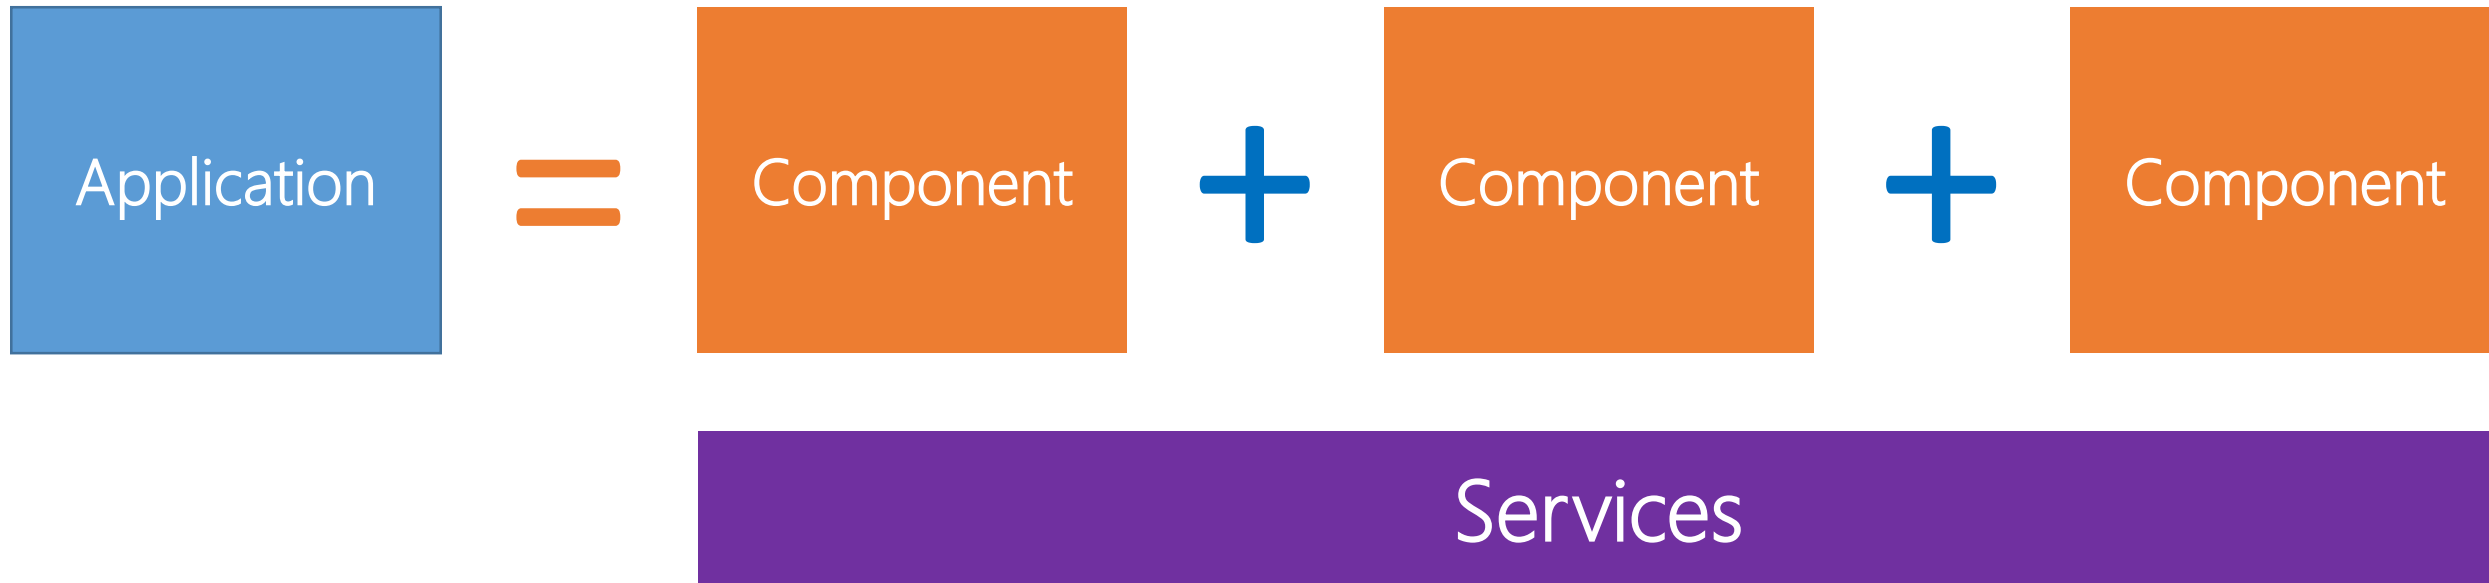 Application = Component + Component + Component
Services